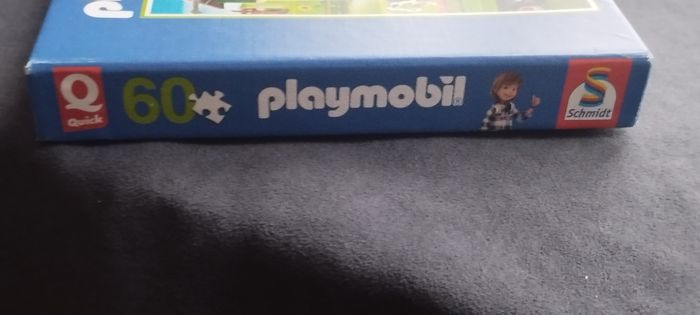 Q
Quick
60
playmobil®
S
Schmidt